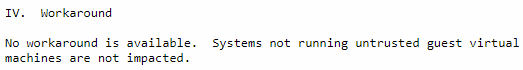 IV.  Workaround
No workaround is available.  Systems not running untrusted guest virtual
machines are not impacted.